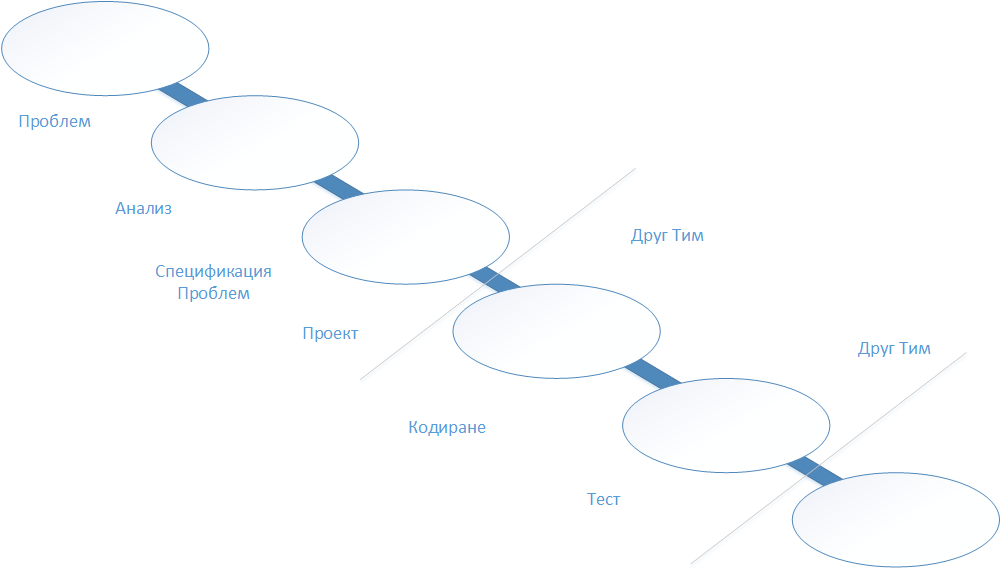 Проблем
Анализ
Друг Тим
Спецификация
Проблем
Проект
Друг Тим
Кодиране
Тест